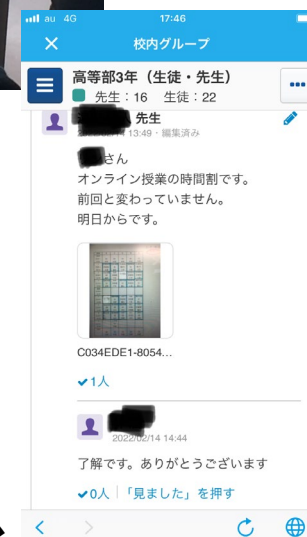 au 4G 17:46
校内グループ
高等部3年（生徒・先生）
先生：16 生徒：22
先生
13:49・編集済み
さん
オンライン授業の時間割です。
前回と変わっていません。
明日からです。
C034EDE1-8054...
1人
2022/02/14 14:44
了解です。ありがとうございます
0人 「見ました」を押す